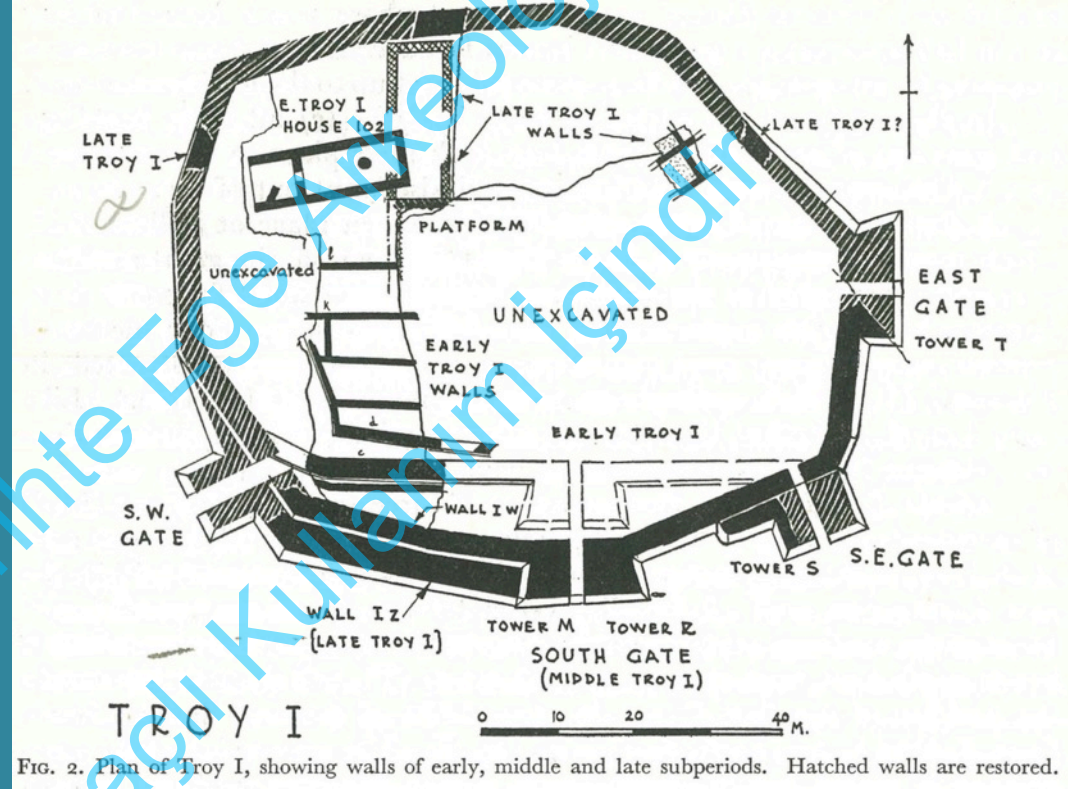 E. TROY I
HOUSE 102
LATE TROY I
WALLS
LATE TROY I?
LATE
TROY I
PLATFORM
unexcavated
l
k
UNEXCAVATED
EAST
GATE
TOWER T
EARLY
TROY I
WALLS
d
c
EARLY TROY I
WALL I W
S.W.
GATE
TOWER S
S.E. GATE
WALL I Z
(LATE TROY I)
TOWER M TOWER R
SOUTH GATE
(MIDDLE TROY I)
TROY I
0 10 20 40 M.
FIG. 2. Plan of Troy I, showing walls of early, middle and late subperiods. Hatched walls are restored.
Ege Arkeoloj
Kullanım İçindir